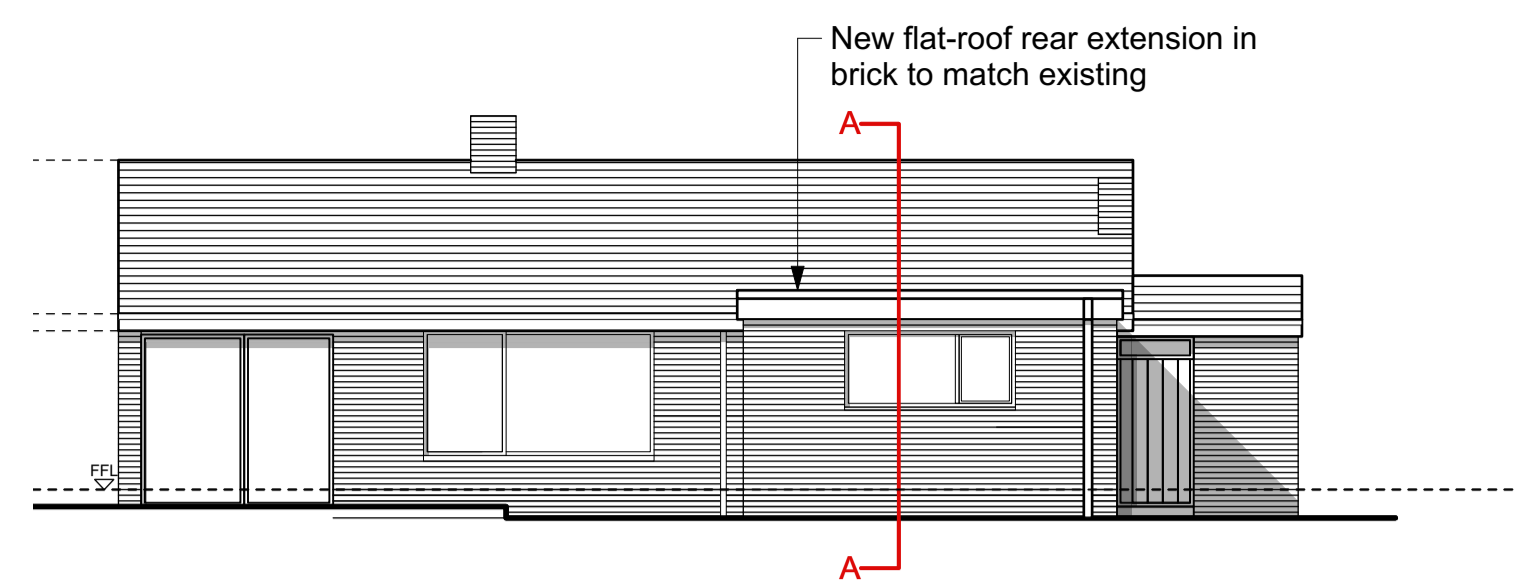 New flat-roof rear extension in
brick to match existing
A
FFL
A